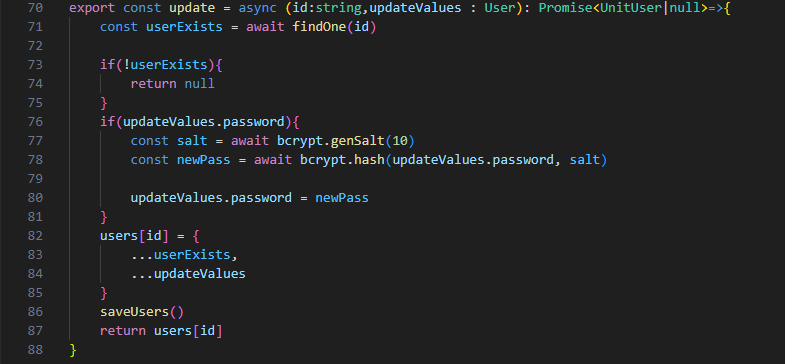 70 export const update = async (id:string,updateValues : User): Promise<UnitUser|null>=>{
71     const userExists = await findOne(id)
72
73     if(!userExists){
74         return null
75     }
76     if(updateValues.password){
77         const salt = await bcrypt.genSalt(10)
78         const newPass = await bcrypt.hash(updateValues.password, salt)
79
80         updateValues.password = newPass
81     }
82     users[id] = {
83         ...userExists,
84         ...updateValues
85     }
86     saveUsers()
87     return users[id]
88 }